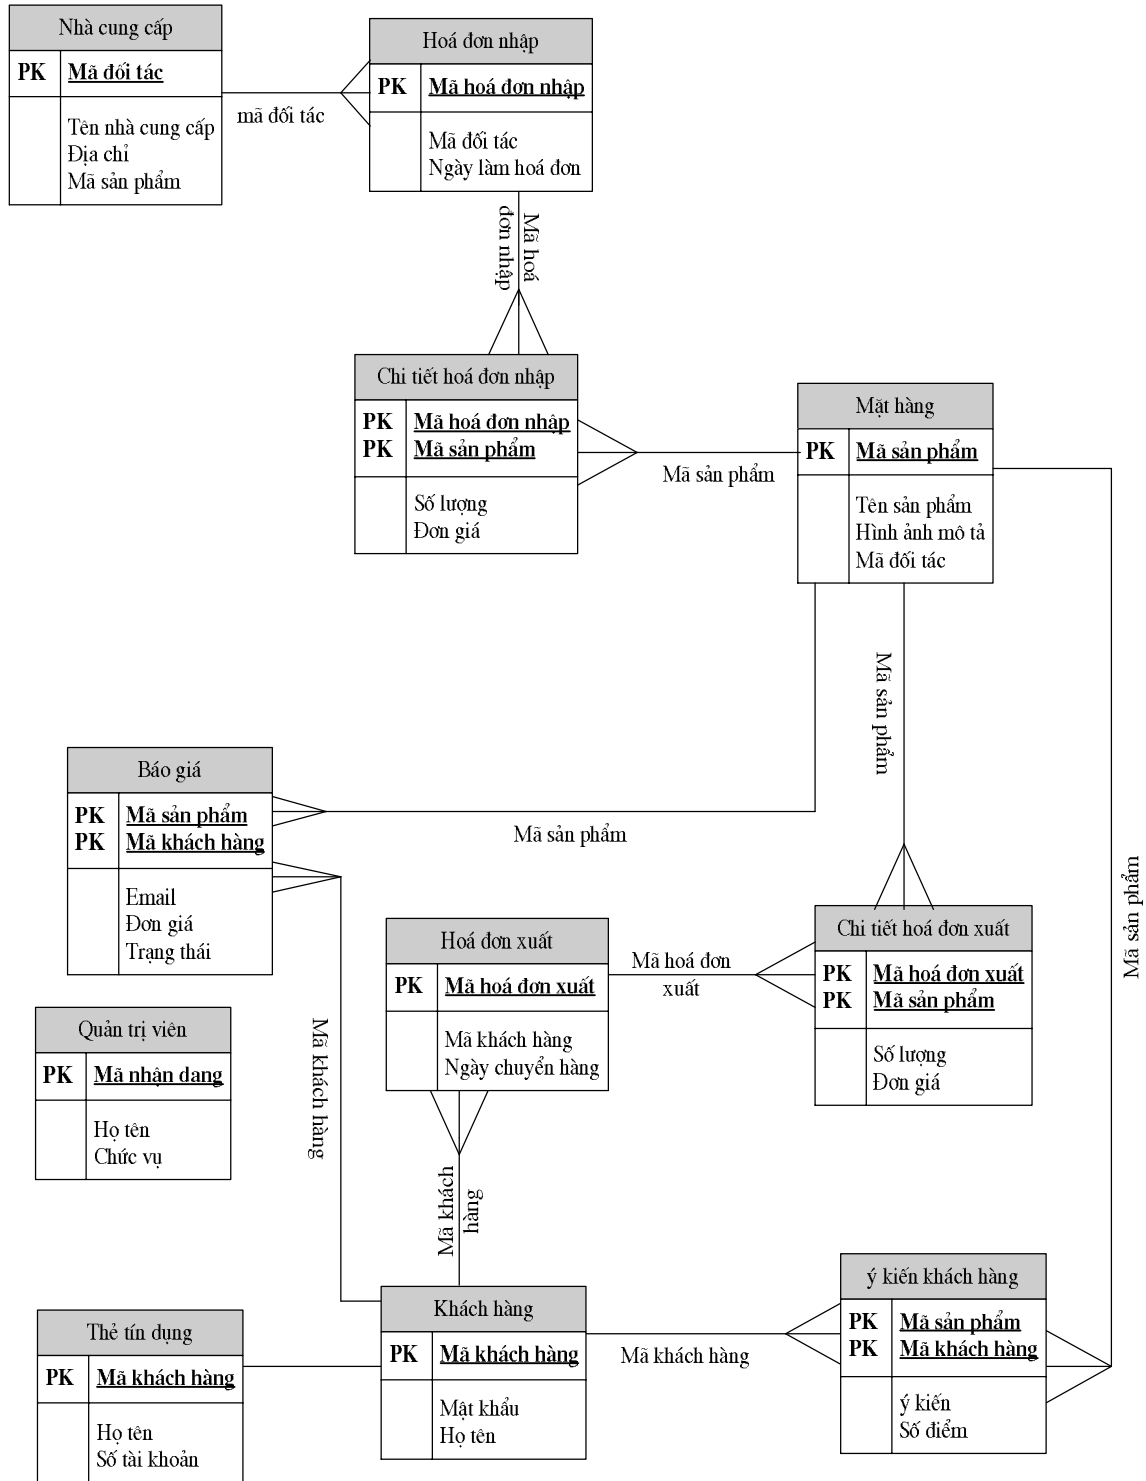 Nhà cung cấp
PK Mã đối tác
Tên nhà cung cấp
Địa chỉ
Mã sản phẩm
mã đối tác
Hoá đơn nhập
PK Mã hoá đơn nhập
Mã đối tác
Ngày làm hoá đơn
Mã hoá
đơn nhập
Chi tiết hoá đơn nhập
PK Mã hoá đơn nhập
PK Mã sản phẩm
Số lượng
Đơn giá
Mã sản phẩm
Mặt hàng
PK Mã sản phẩm
Tên sản phẩm
Hình ảnh mô tả
Mã đối tác
Mã sản phẩm
Mã sản phẩm
Báo giá
PK Mã sản phẩm
PK Mã khách hàng
Email
Đơn giá
Trạng thái
Mã sản phẩm
Hoá đơn xuất
PK Mã hoá đơn xuất
Mã khách hàng
Ngày chuyển hàng
Mã hoá đơn
xuất
Chi tiết hoá đơn xuất
PK Mã hoá đơn xuất
PK Mã sản phẩm
Số lượng
Đơn giá
Quản trị viên
PK Mã nhận dang
Họ tên
Chức vụ
Mã khách hàng
Mã khách
hàng
Thẻ tín dụng
PK Mã khách hàng
Họ tên
Số tài khoản
Khách hàng
PK Mã khách hàng
Mật khẩu
Họ tên
Mã khách hàng
ý kiến khách hàng
PK Mã sản phẩm
PK Mã khách hàng
ý kiến
Số điểm